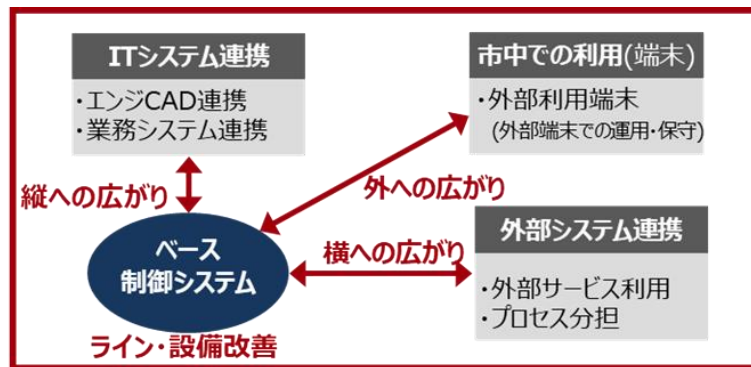 ITシステム連携
・エンジCAD連携
・業務システム連携
市中での利用(端末)
・外部利用端末
(外部端末での運用・保守)
縦への広がり
外への広がり
ベース
制御システム
横への広がり
外部システム連携
・外部サービス利用
・プロセス分担
ライン・設備改善